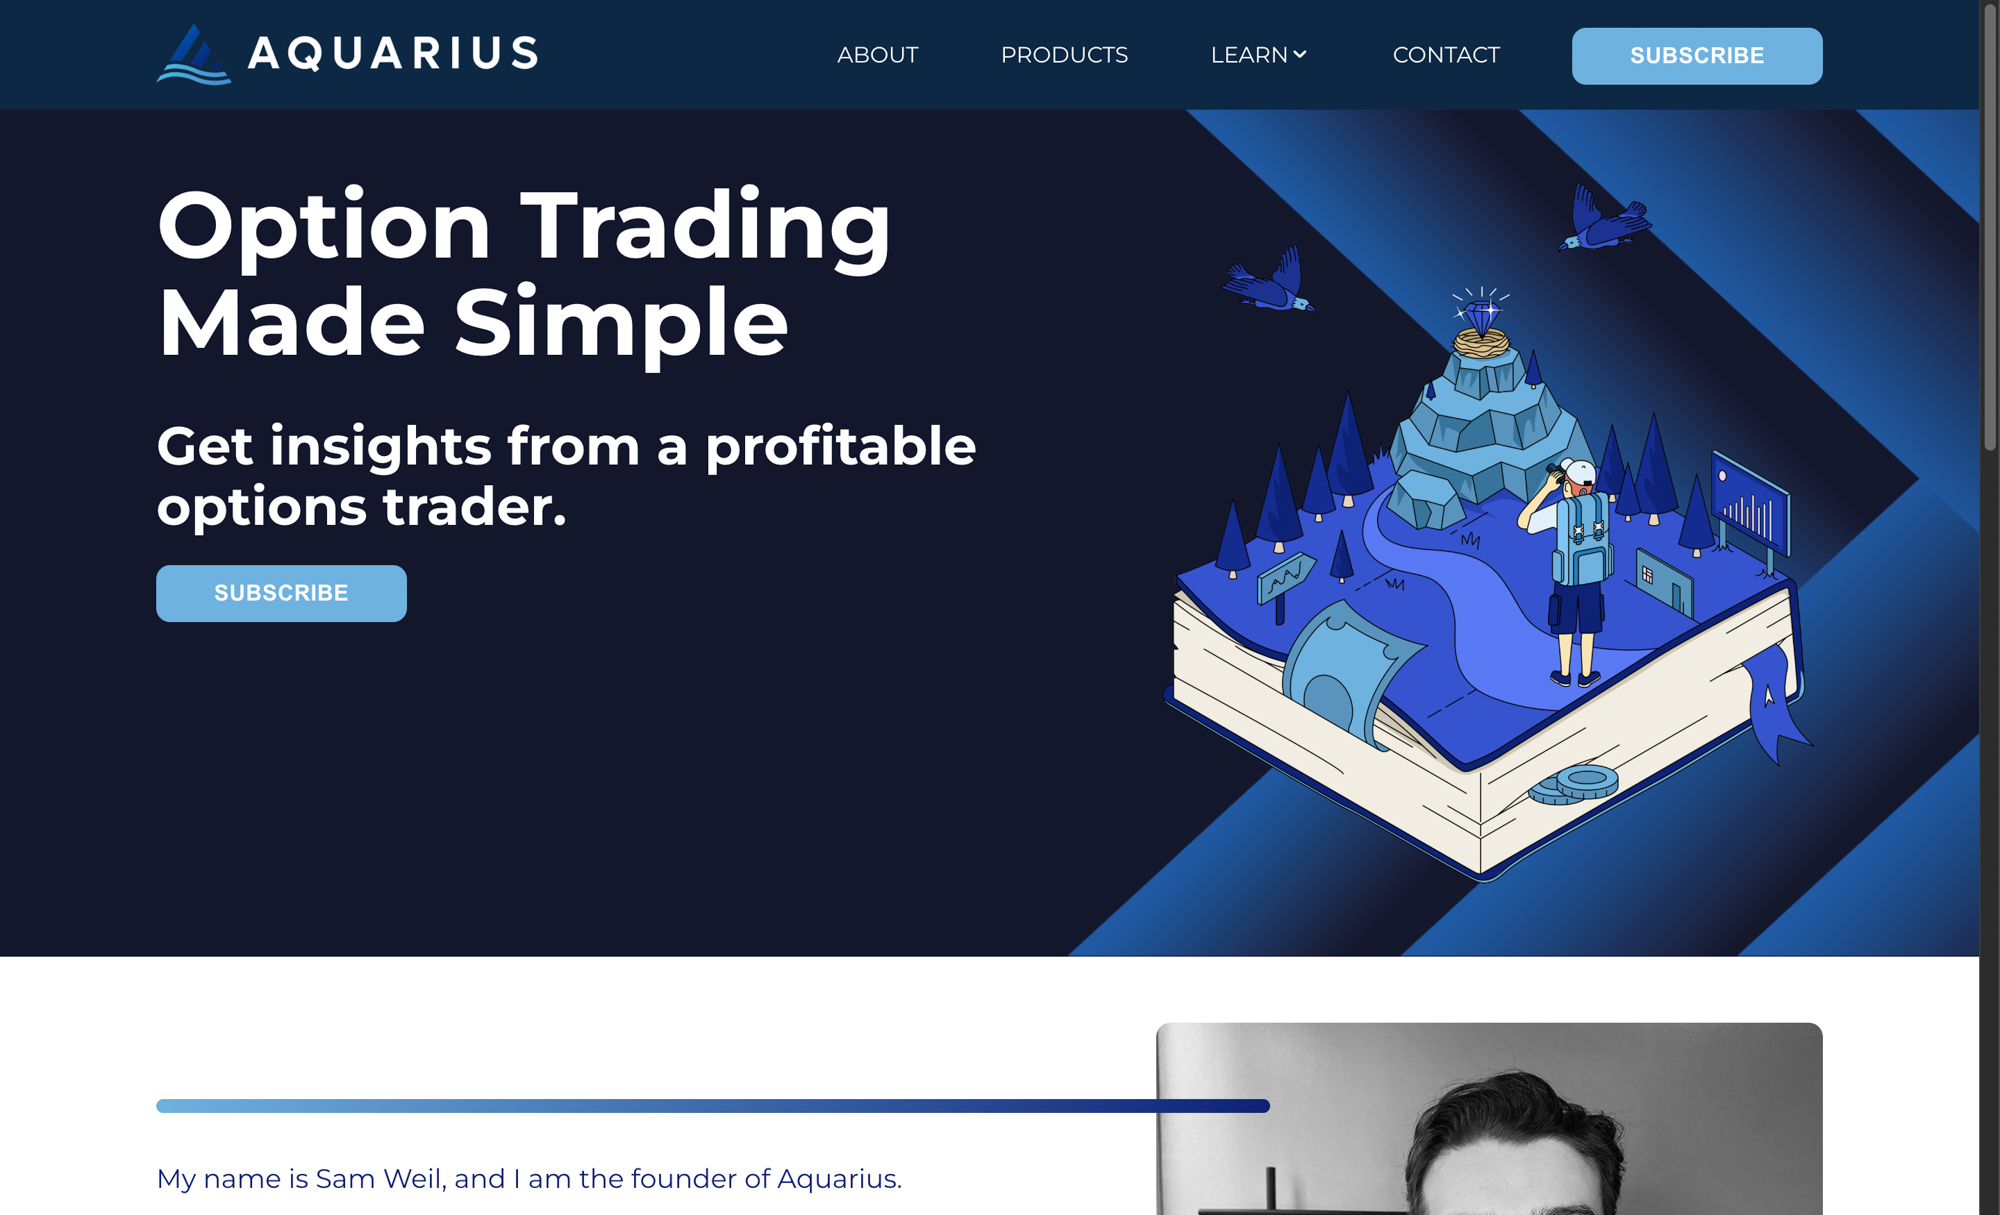 AQUARIUS
ABOUT
PRODUCTS
LEARN
CONTACT
SUBSCRIBE
Option Trading
Made Simple
Get insights from a profitable
options trader.
SUBSCRIBE
My name is Sam Weil, and I am the founder of Aquarius.